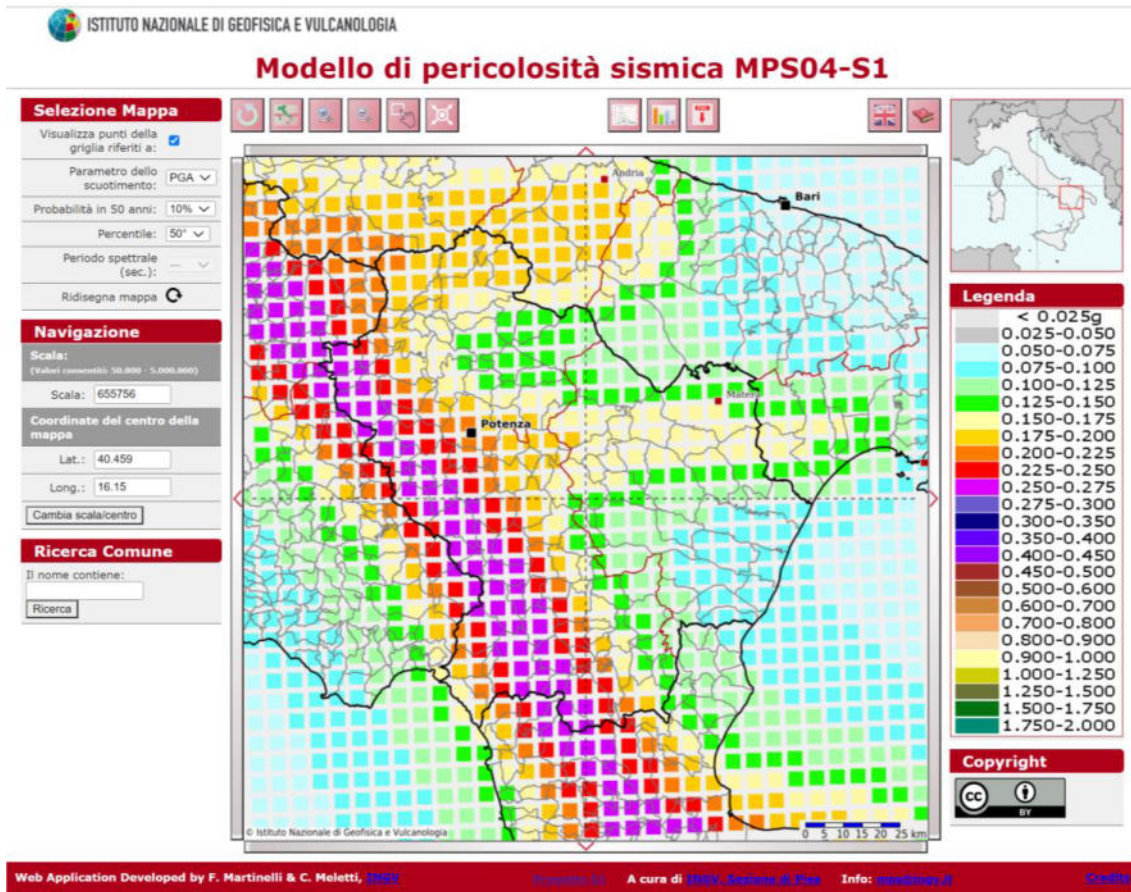 ISTITUTO NAZIONALE DI GEOFISICA E VULCANOLOGIA
Modello di pericolosità sismica MPS04-S1
Selezione Mappa
Visualizza punti della
griglia riferiti a:
Parametro dello
scuotimento: PGA
Probabilità in 50 anni: 10%
Percentile: 50°
Periodo spettrale
(sec.): ---
Ridisegna mappa
Navigazione
Scala:
(Valori consentiti: 50.000 - 5.000.000)
Scala: 655756
Coordinate del centro della
mappa
Lat.: 40.459
Long.: 16.15
Cambia scala/centro
Ricerca Comune
Il nome contiene:
Ricerca
Andria
Bari
Matera
Potenza
© Istituto Nazionale di Geofisica e Vulcanologia
0 5 10 15 20 25 km
Legenda
< 0.025g
0.025-0.050
0.050-0.075
0.075-0.100
0.100-0.125
0.125-0.150
0.150-0.175
0.175-0.200
0.200-0.225
0.225-0.250
0.250-0.275
0.275-0.300
0.300-0.350
0.350-0.400
0.400-0.450
0.450-0.500
0.500-0.600
0.600-0.700
0.700-0.800
0.800-0.900
0.900-1.000
1.000-1.250
1.250-1.500
1.500-1.750
1.750-2.000
Copyright
cc
BY
Web Application Developed by F. Martinelli & C. Meletti, INGV
A cura di INGV, Sezione di Pisa Info:
Credits